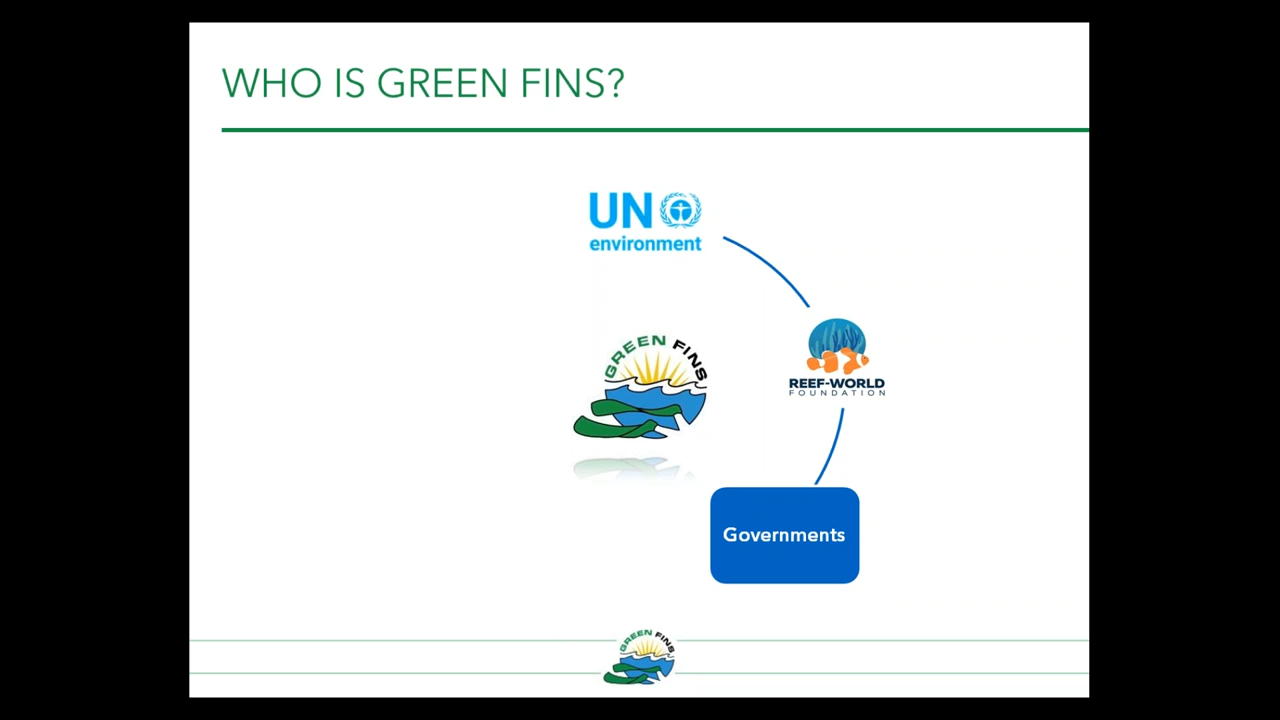 WHO IS GREEN FINS?
UN
environment
GREEN FINS
REEF-WORLD
FOUNDATION
Governments
GREEN FINS